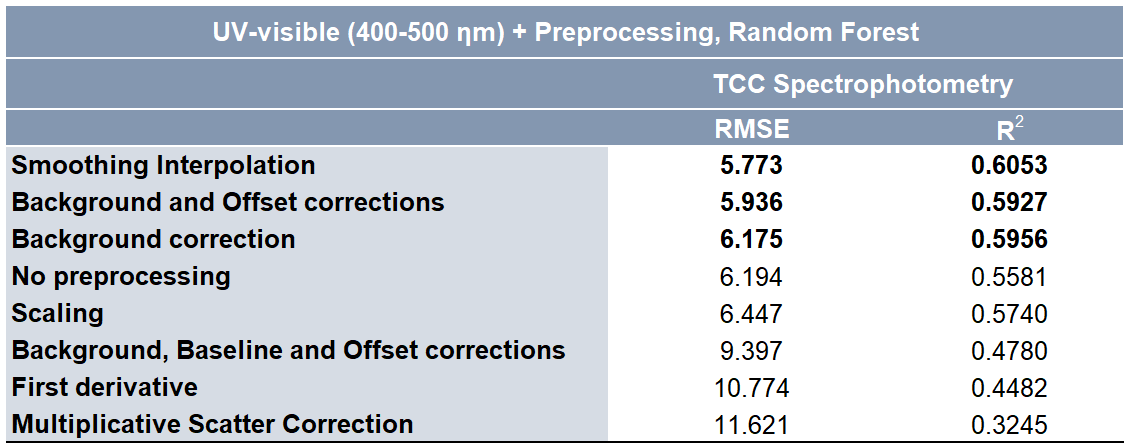 UV-visible (400-500 ηm) + Preprocessing, Random Forest
TCC Spectrophotometry
RMSE R²
Smoothing Interpolation 5.773 0.6053
Background and Offset corrections 5.936 0.5927
Background correction 6.175 0.5956
No preprocessing 6.194 0.5581
Scaling 6.447 0.5740
Background, Baseline and Offset corrections 9.397 0.4780
First derivative 10.774 0.4482
Multiplicative Scatter Correction 11.621 0.3245